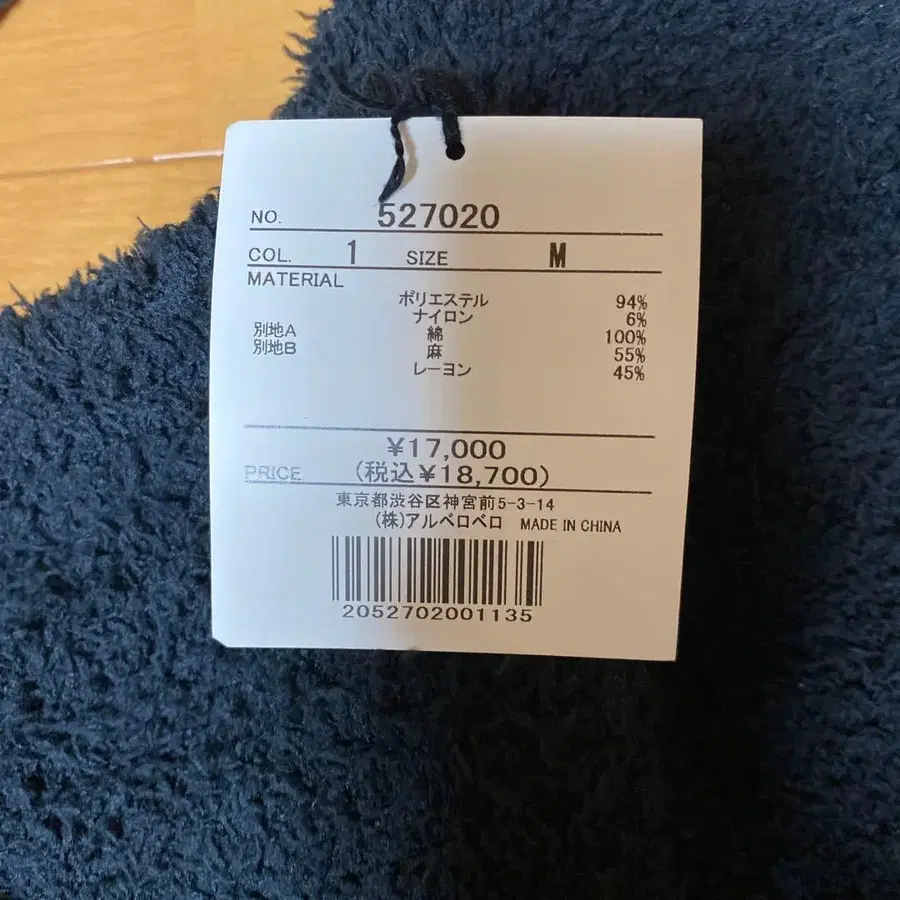 NO. 527020
COL. 1 SIZE M
MATERIAL
ポリエステル 94%
ナイロン 6%
別地A 綿 100%
別地B 麻 55%
レーヨン 45%
¥17,000
PRICE (税込¥18,700)
東京都渋谷区神宮前5-3-14
(株)アルベロベロ MADE IN CHINA
2052702001135